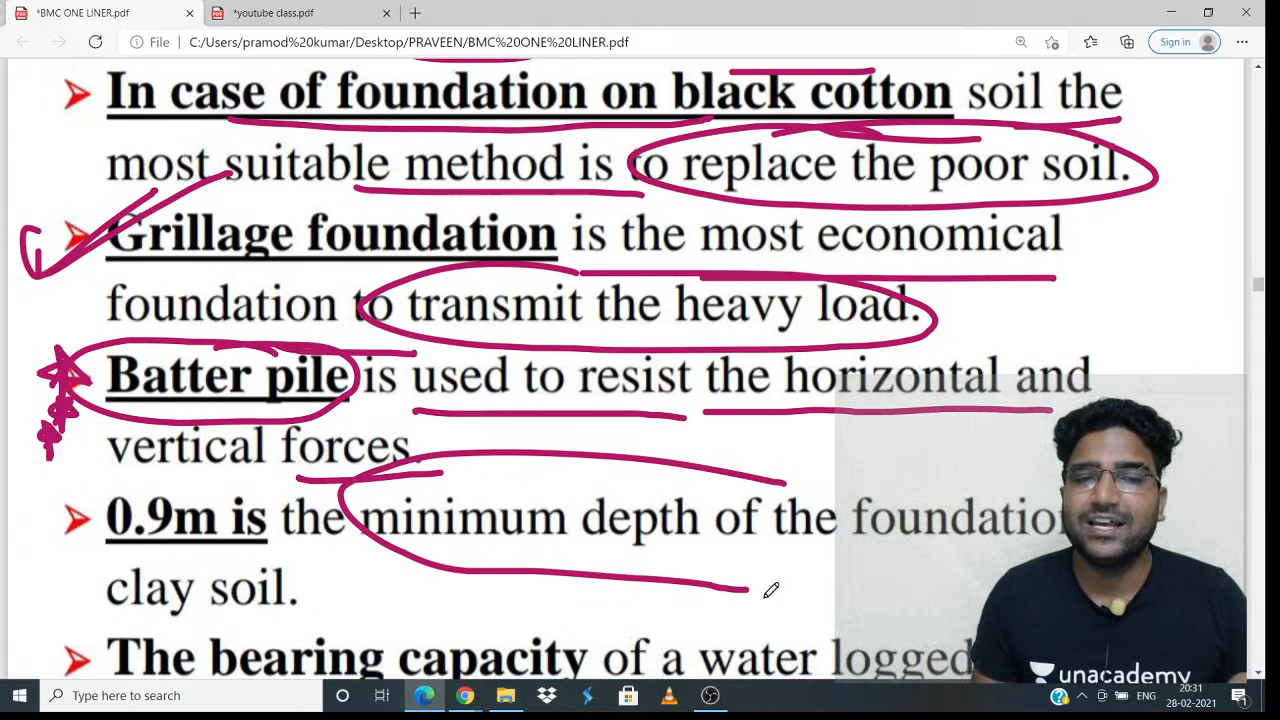 *BMC ONE LINER.pdf
*youtube class.pdf
File
C:/Users/pramod%20kumar/Desktop/PRAVEEN/BMC%20ONE%20LINER.pdf
Sign in
In case of foundation on black cotton soil the
most suitable method is to replace the poor soil.
Grillage foundation is the most economical
foundation to transmit the heavy load.
Batter pile is used to resist the horizontal and
vertical forces.
0.9m is the minimum depth of the foundation
clay soil.
The bearing capacity of a water logged
unacademy
Type here to search
ENG
20:31
28-02-2021
1